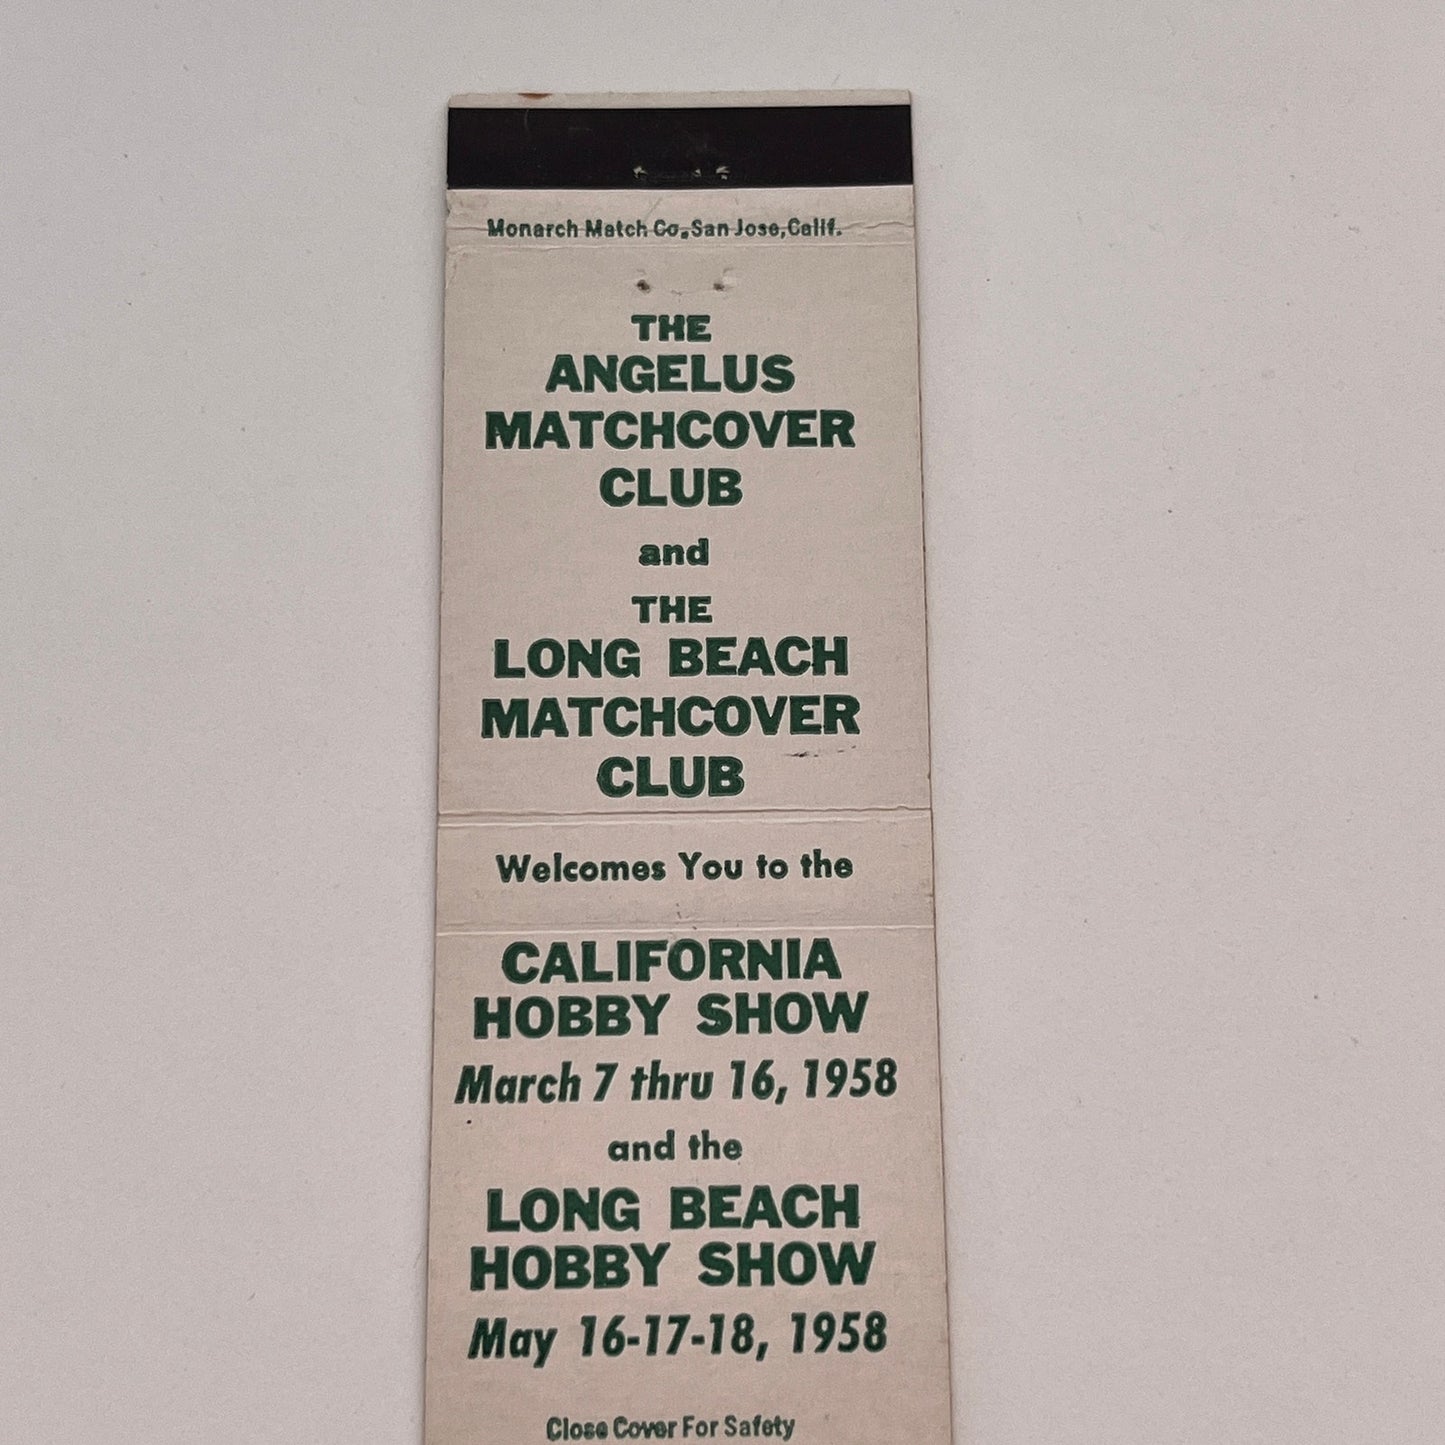 Monarch Match Co., San Jose, Calif.
THE
ANGELUS
MATCHCOVER
CLUB
and
THE
LONG BEACH
MATCHCOVER
CLUB
Welcomes You to the
CALIFORNIA
HOBBY SHOW
March 7 thru 16, 1958
and the
LONG BEACH
HOBBY SHOW
May 16-17-18, 1958
Close Cover For Safety